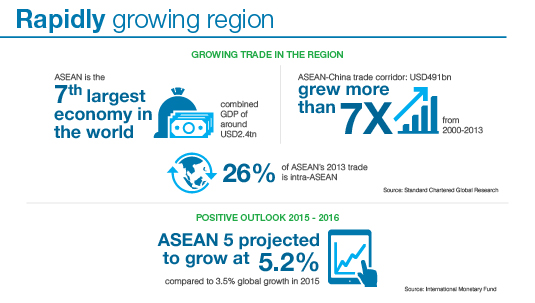 Rapidly growing region
GROWING TRADE IN THE REGION
ASEAN is the
7th largest
economy in
the world
combined
GDP of
around
USD2.4tn
ASEAN-China trade corridor: USD491bn
grew more
than 7X
from
2000-2013
26% of ASEAN's 2013 trade
is intra-ASEAN
Source: Standard Chartered Global Research
POSITIVE OUTLOOK 2015 - 2016
ASEAN 5 projected
to grow at 5.2%
compared to 3.5% global growth in 2015
Source: International Monetary Fund